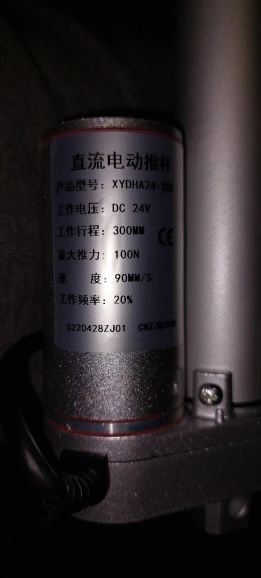 直流电动推杆
产品型号: XYDHA24-
工作电压: DC 24V
工作行程: 300MM
CE
最大推力: 100N
速 度: 90MM/S
工作频率: 20%
S220428ZJ01